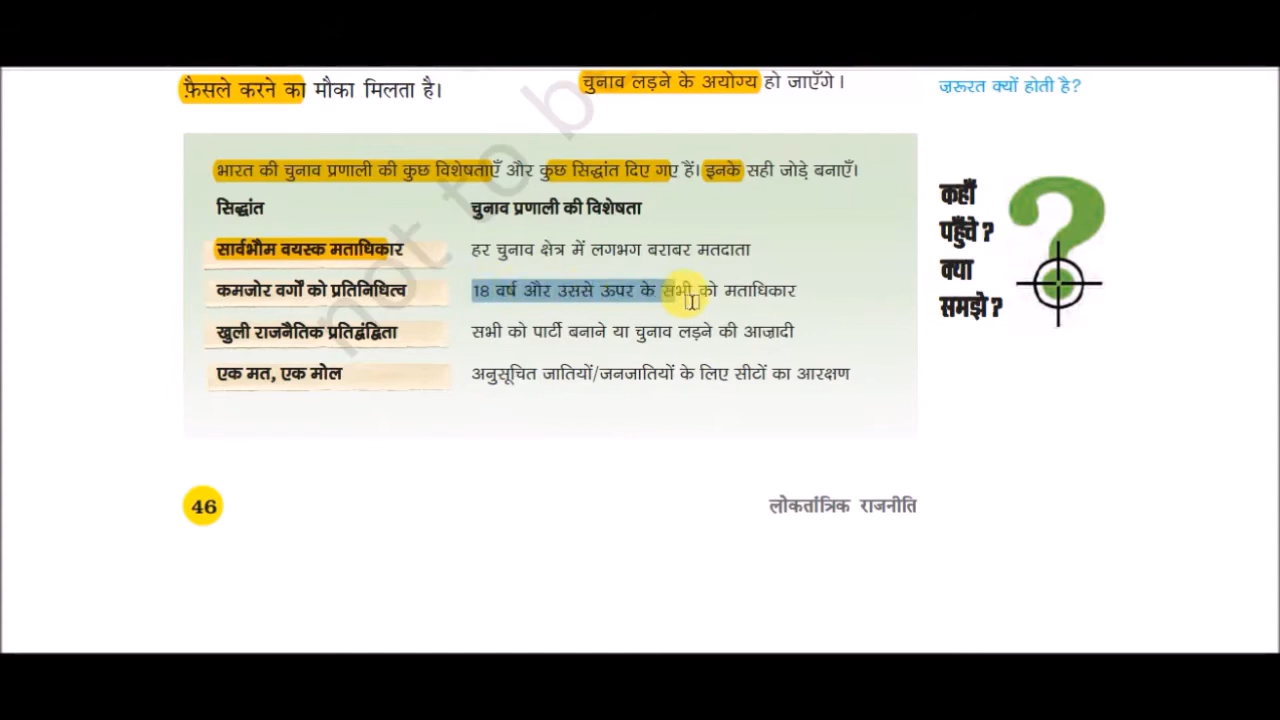 फ़ैसले करने का मौका मिलता है।
चुनाव लड़ने के अयोग्य हो जाएँगे।
ज़रूरत क्यों होती है?
भारत की चुनाव प्रणाली की कुछ विशेषताएँ और कुछ सिद्धांत दिए गए हैं। इनके सही जोड़े बनाएँ।
सिद्धांत चुनाव प्रणाली की विशेषता
सार्वभौम वयस्क मताधिकार हर चुनाव क्षेत्र में लगभग बराबर मतदाता
कमजोर वर्गों को प्रतिनिधित्व 18 वर्ष और उससे ऊपर के सभी को मताधिकार
खुली राजनैतिक प्रतिद्वंद्विता सभी को पार्टी बनाने या चुनाव लड़ने की आज़ादी
एक मत, एक मोल अनुसूचित जातियों/जनजातियों के लिए सीटों का आरक्षण
कहाँ
पहुँचे ?
क्या
समझे ?
not to b
46 लोकतांत्रिक राजनीति